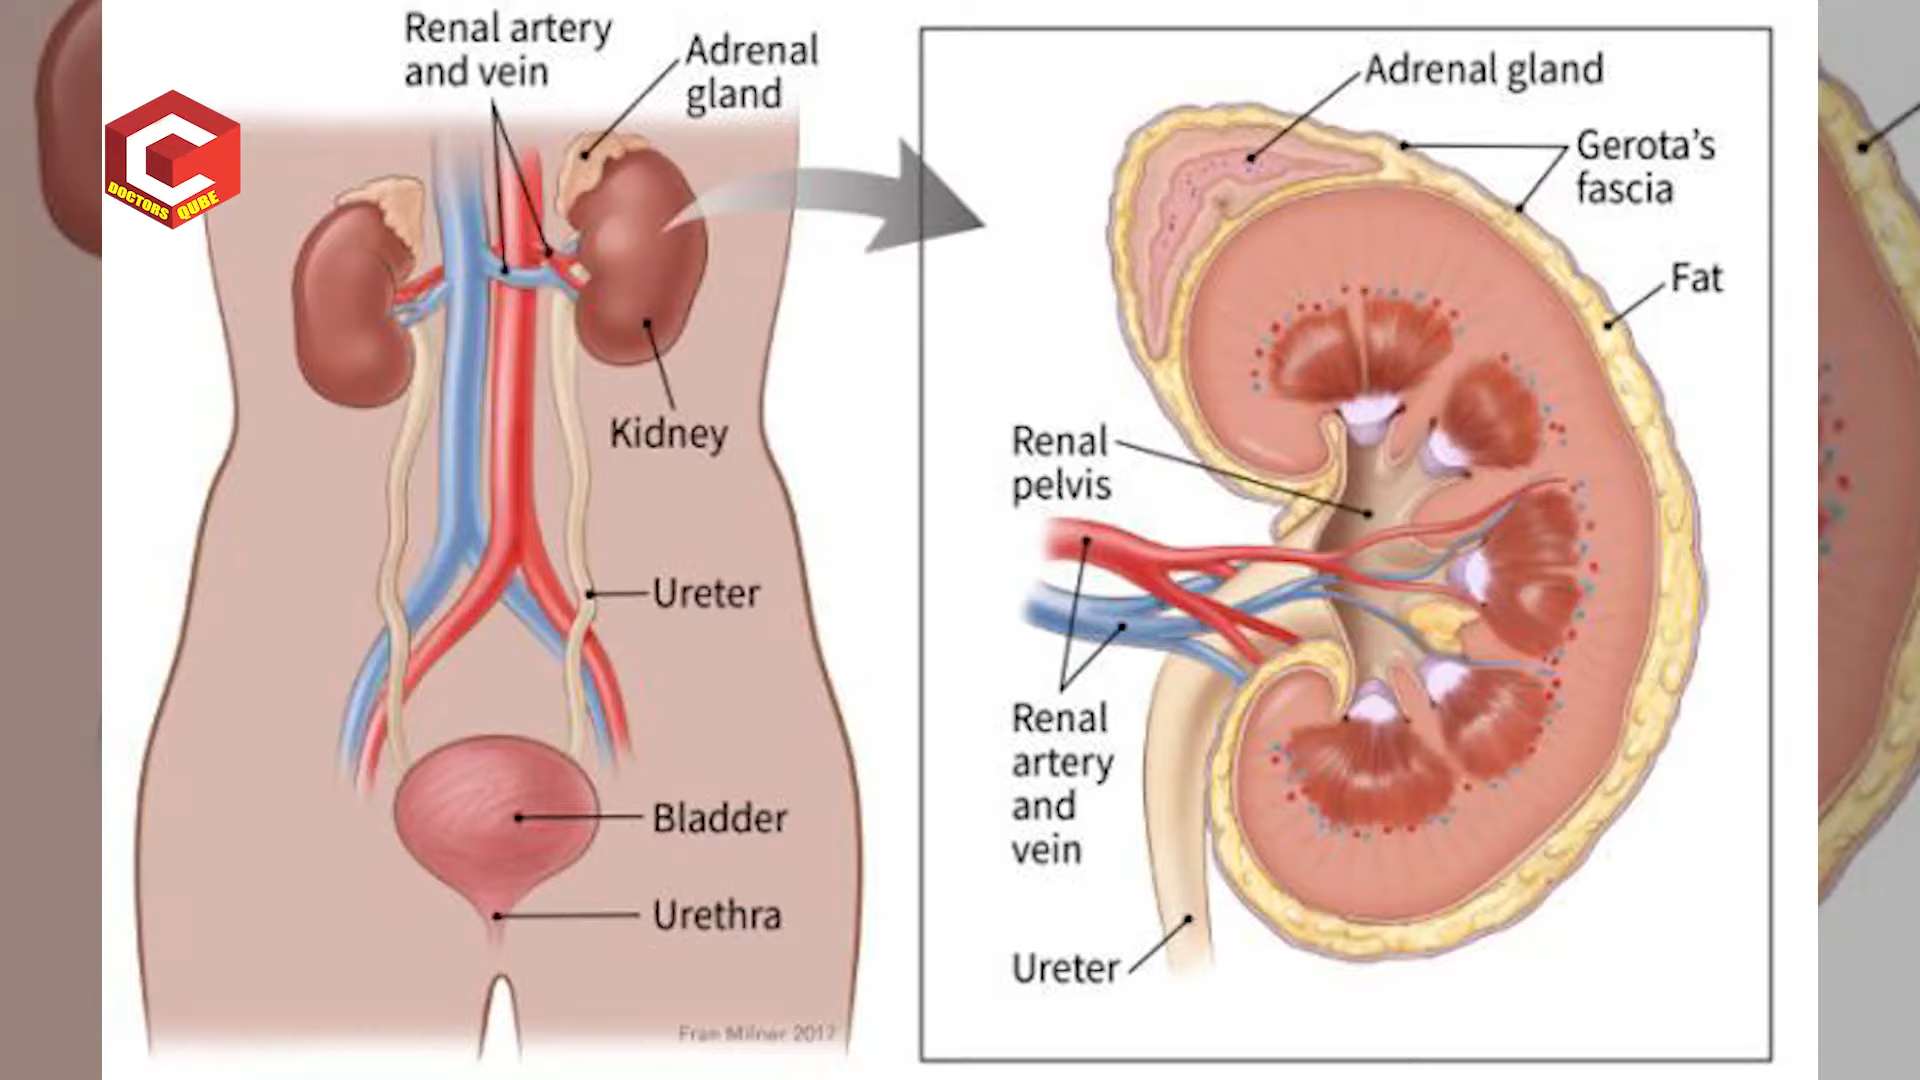 Renal artery
and vein
Adrenal
gland
DOCTORS QUBE
Kidney
Ureter
Bladder
Urethra
Fran Milner 2017
Adrenal gland
Gerota's
fascia
Fat
Renal
pelvis
Renal
artery
and
vein
Ureter